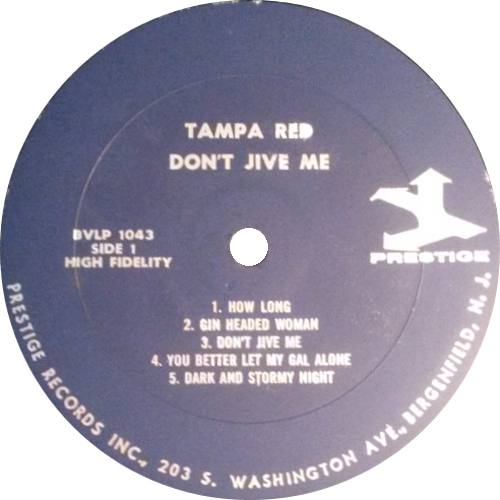 TAMPA RED
DON'T JIVE ME
BVLP 1043
SIDE 1
HIGH FIDELITY
PRESTIGE
1. HOW LONG
2. GIN HEADED WOMAN
3. DON'T JIVE ME
4. YOU BETTER LET MY GAL ALONE
5. DARK AND STORMY NIGHT
PRESTIGE RECORDS INC., 203 S. WASHINGTON AVE., BERGENFIELD, N. J.